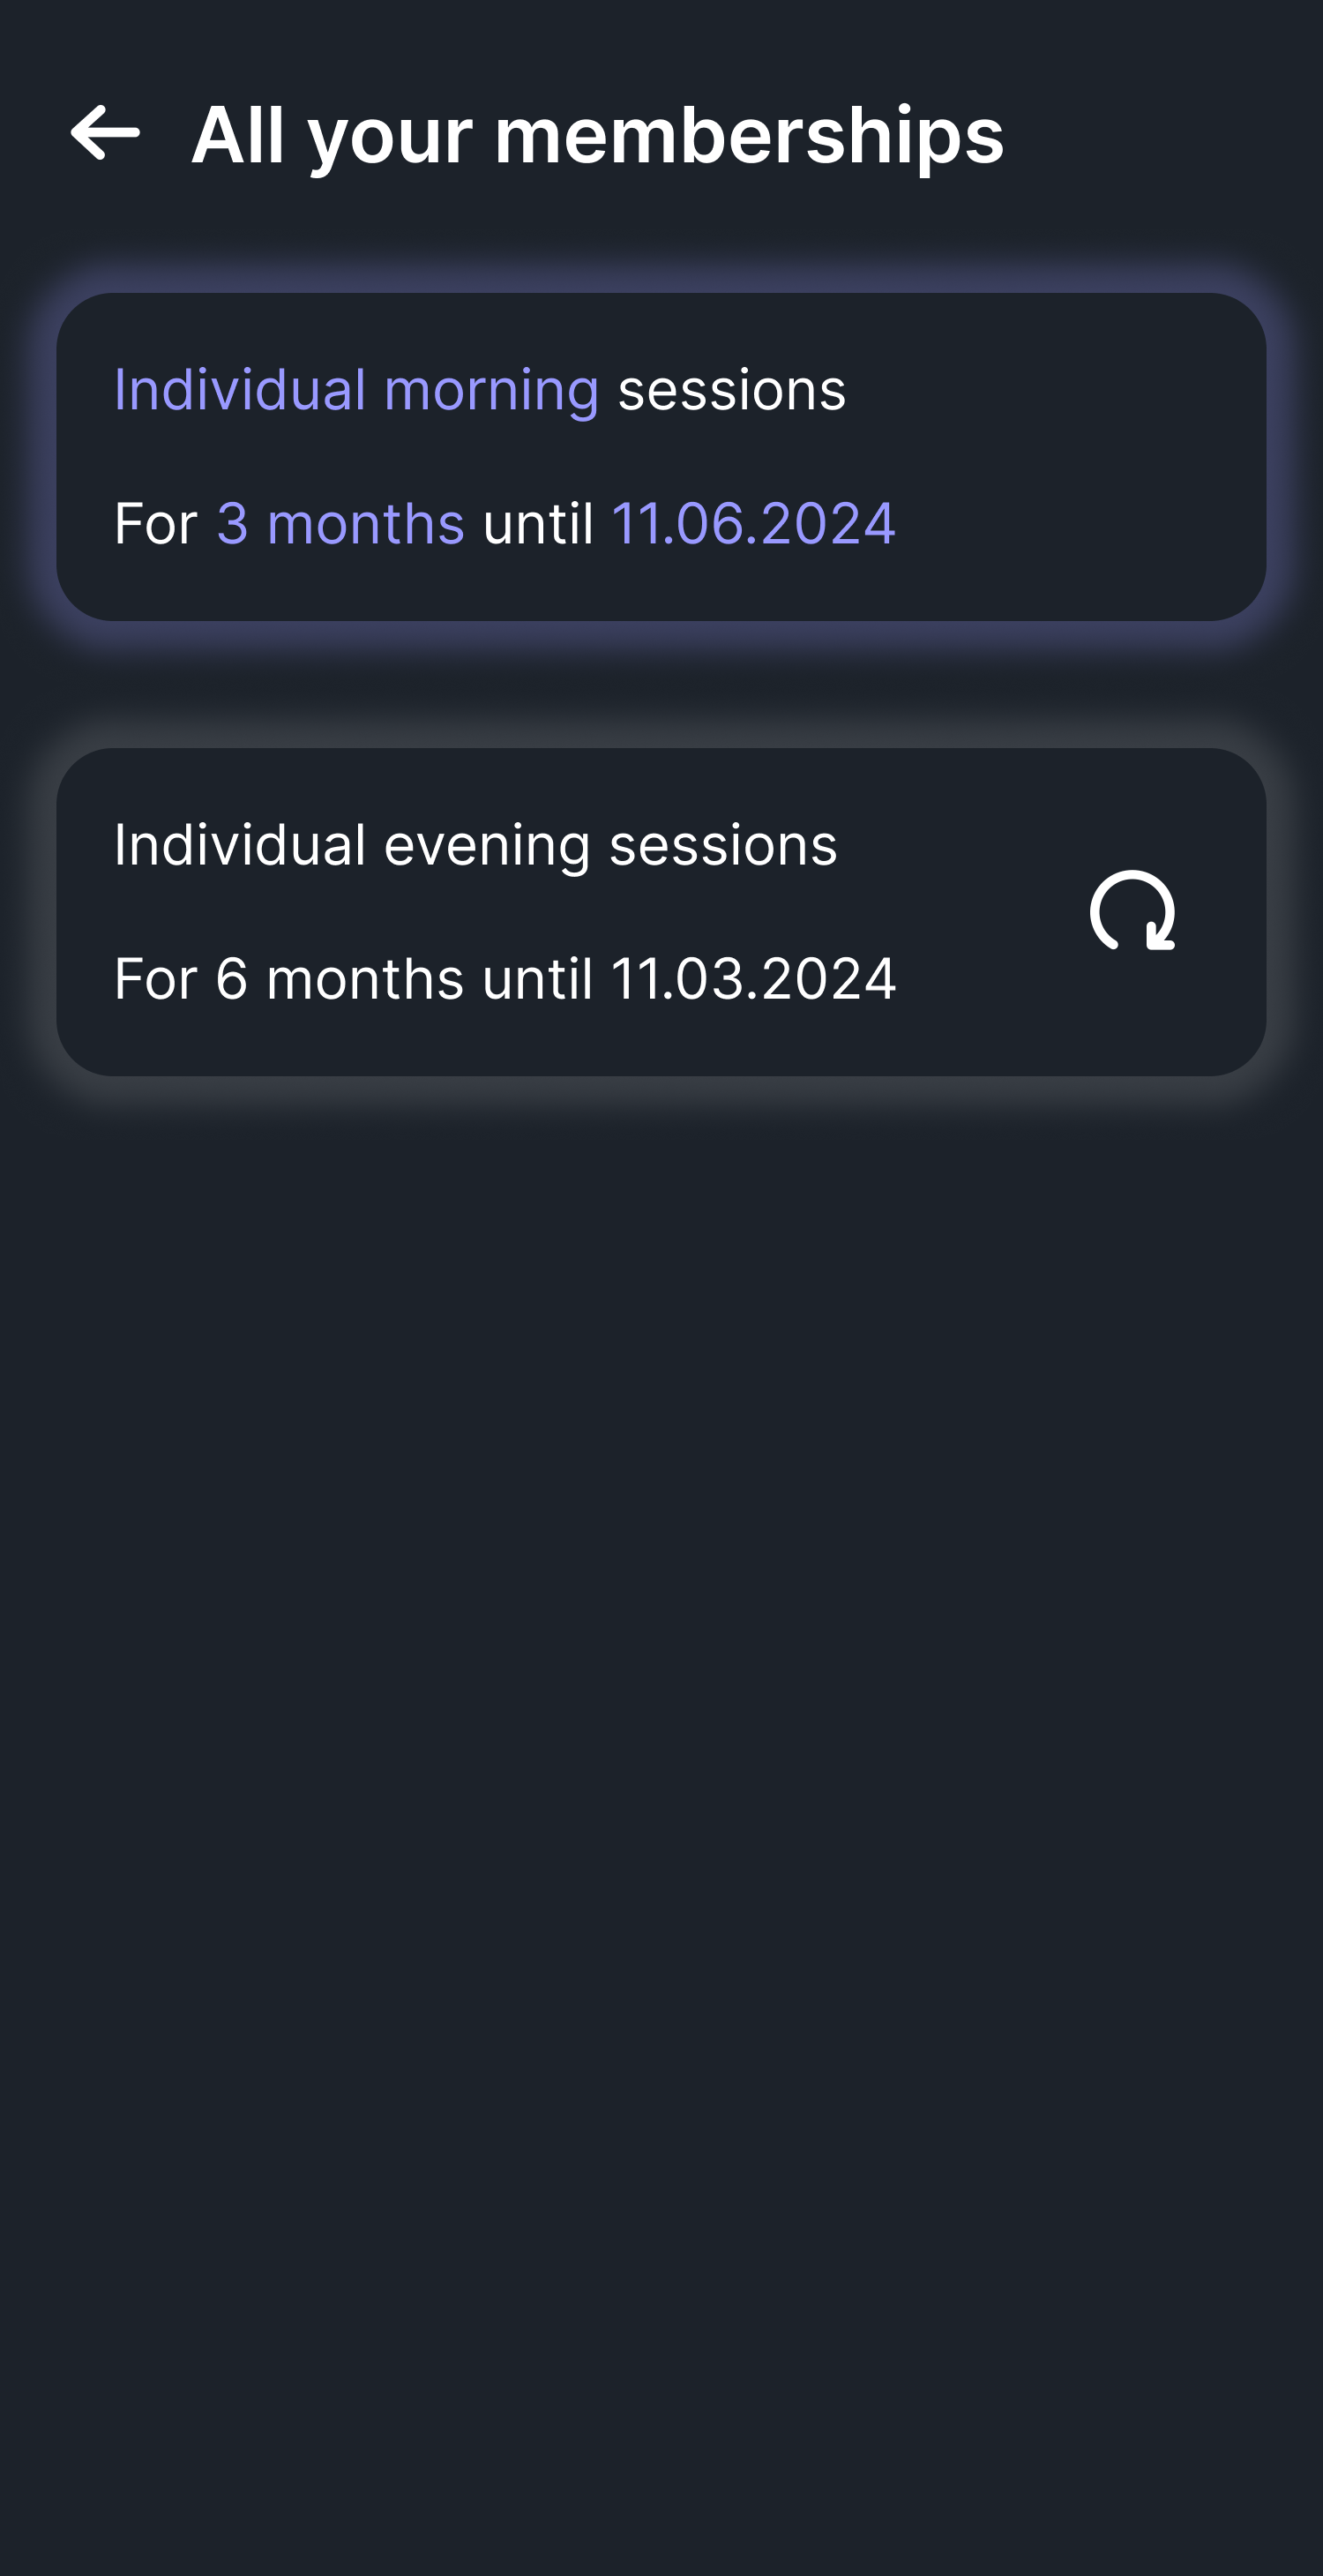 All your memberships
Individual morning sessions
For 3 months until 11.06.2024
Individual evening sessions
For 6 months until 11.03.2024